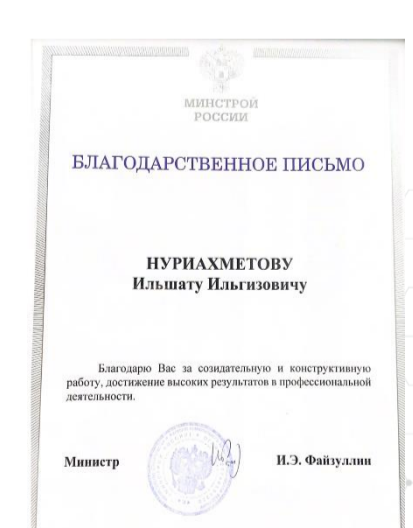 МИНСТРОЙ
РОССИИ
БЛАГОДАРСТВЕННОЕ ПИСЬМО
НУРИАХМЕТОВУ
Ильшату Ильгизовичу
Благодарю Вас за созидательную и конструктивную
работу, достижение высоких результатов в профессиональной
деятельности.
Министр И.Э. Файзуллин